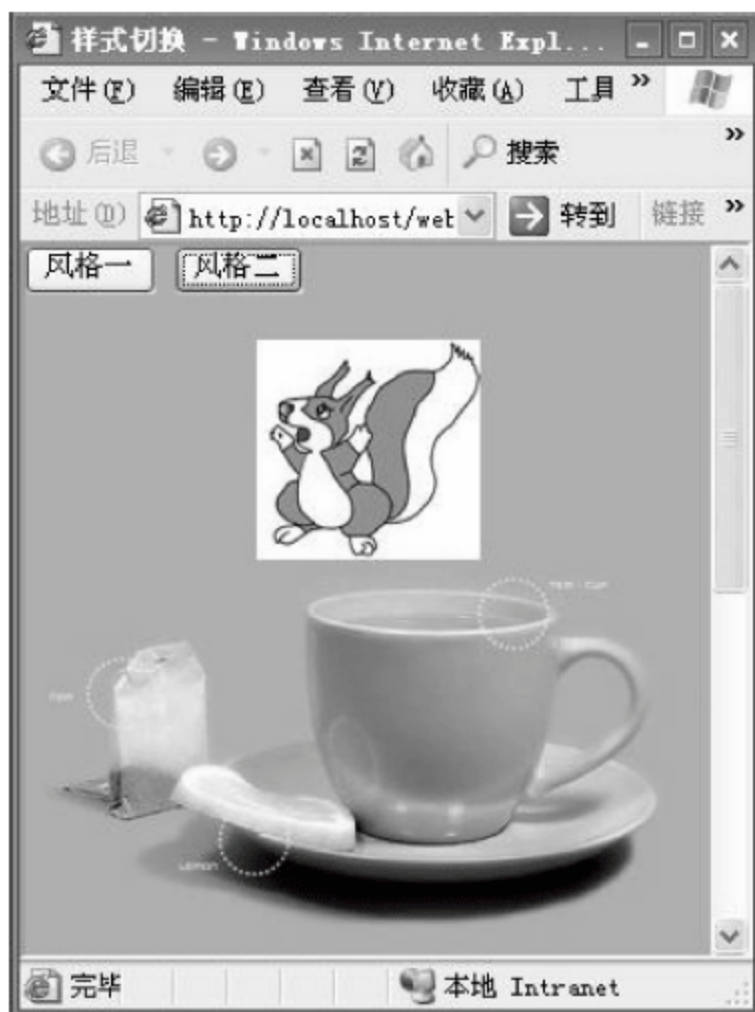 样式切换 - Windows Internet Expl...
文件(F) 编辑(E) 查看(V) 收藏(A) 工具 »
后退 搜索 »
地址(D) http://localhost/wet 转到 链接 »
风格一 风格二
LEMON
完毕 本地 Intranet